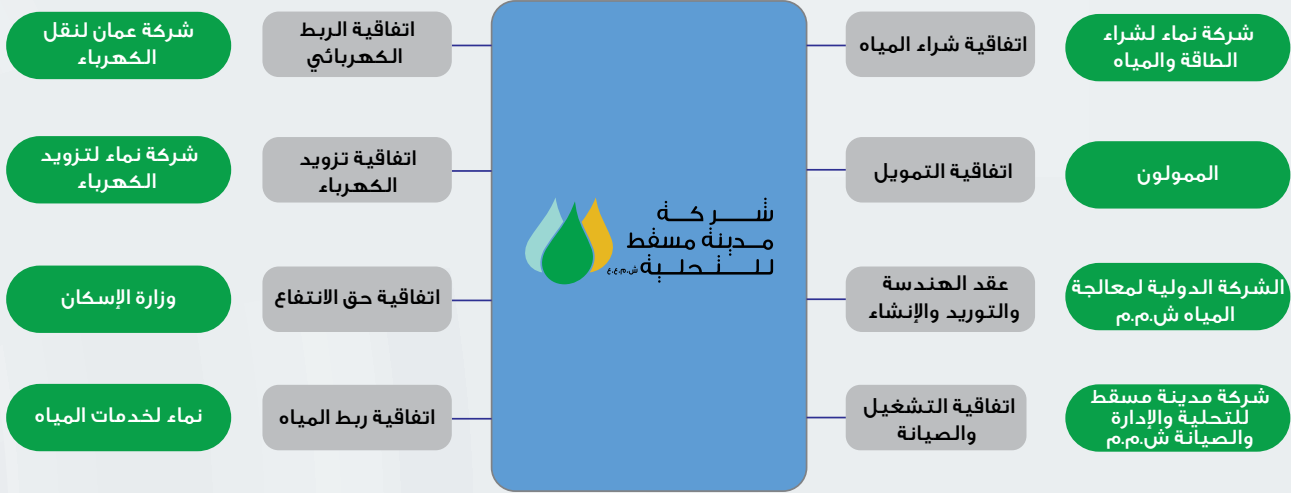 شركة نماء لشراء
الطاقة والمياه
اتفاقية شراء المياه
اتفاقية الربط
الكهربائي
شركة عمان لنقل
الكهرباء
الممولون
اتفاقية التمويل
اتفاقية تزويد
الكهرباء
شركة نماء لتزويد
الكهرباء
شركة
مدينة مسقط
للتحلية ش.م.ع.ع
الشركة الدولية لمعالجة
المياه ش.م.م
عقد الهندسة
والتوريد والإنشاء
اتفاقية حق الانتفاع
وزارة الإسكان
شركة مدينة مسقط
للتحلية والإدارة
والصيانة ش.م.م
اتفاقية التشغيل
والصيانة
اتفاقية ربط المياه
نماء لخدمات المياه